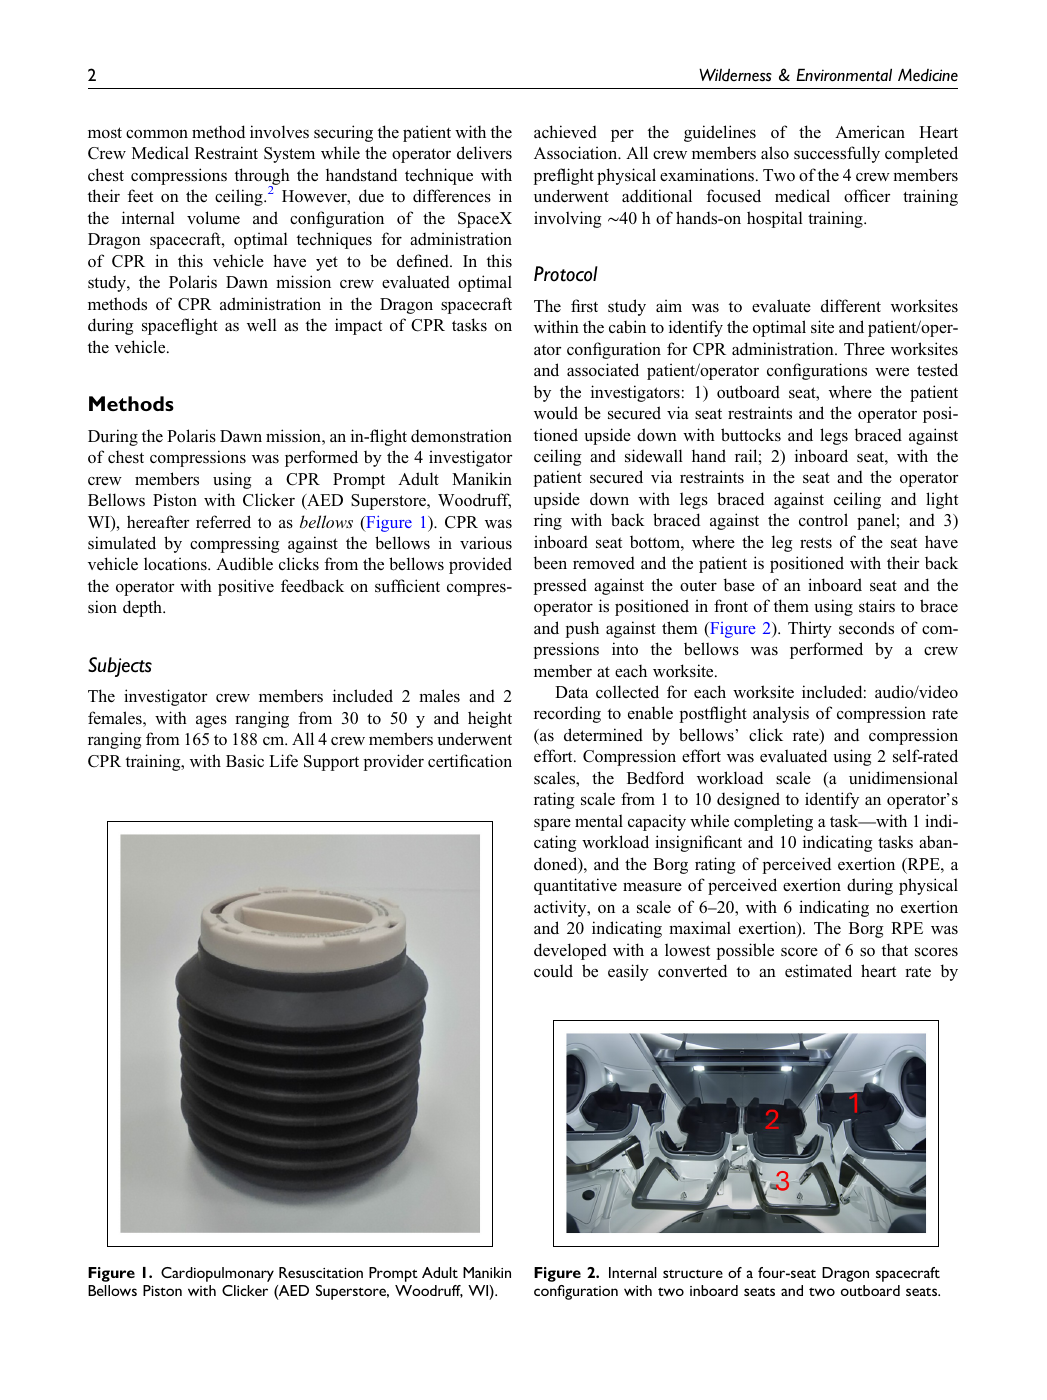 2
Wilderness & Environmental Medicine
most common method involves securing the patient with the
Crew Medical Restraint System while the operator delivers
chest compressions through the handstand technique with
their feet on the ceiling.2 However, due to differences in
the internal volume and configuration of the SpaceX
Dragon spacecraft, optimal techniques for administration
of CPR in this vehicle have yet to be defined. In this
study, the Polaris Dawn mission crew evaluated optimal
methods of CPR administration in the Dragon spacecraft
during spaceflight as well as the impact of CPR tasks on
the vehicle.
Methods
During the Polaris Dawn mission, an in-flight demonstration
of chest compressions was performed by the 4 investigator
crew members using a CPR Prompt Adult Manikin
Bellows Piston with Clicker (AED Superstore, Woodruff,
WI), hereafter referred to as bellows (Figure 1). CPR was
simulated by compressing against the bellows in various
vehicle locations. Audible clicks from the bellows provided
the operator with positive feedback on sufficient compres-
sion depth.
Subjects
The investigator crew members included 2 males and 2
females, with ages ranging from 30 to 50 y and height
ranging from 165 to 188 cm. All 4 crew members underwent
CPR training, with Basic Life Support provider certification
Figure 1. Cardiopulmonary Resuscitation Prompt Adult Manikin
Bellows Piston with Clicker (AED Superstore, Woodruff, WI).
achieved per the guidelines of the American Heart
Association. All crew members also successfully completed
preflight physical examinations. Two of the 4 crew members
underwent additional focused medical officer training
involving ~40 h of hands-on hospital training.
Protocol
The first study aim was to evaluate different worksites
within the cabin to identify the optimal site and patient/oper-
ator configuration for CPR administration. Three worksites
and associated patient/operator configurations were tested
by the investigators: 1) outboard seat, where the patient
would be secured via seat restraints and the operator posi-
tioned upside down with buttocks and legs braced against
ceiling and sidewall hand rail; 2) inboard seat, with the
patient secured via restraints in the seat and the operator
upside down with legs braced against ceiling and light
ring with back braced against the control panel; and 3)
inboard seat bottom, where the leg rests of the seat have
been removed and the patient is positioned with their back
pressed against the outer base of an inboard seat and the
operator is positioned in front of them using stairs to brace
and push against them (Figure 2). Thirty seconds of com-
pressions into the bellows was performed by a crew
member at each worksite.
Data collected for each worksite included: audio/video
recording to enable postflight analysis of compression rate
(as determined by bellows’ click rate) and compression
effort. Compression effort was evaluated using 2 self-rated
scales, the Bedford workload scale (a unidimensional
rating scale from 1 to 10 designed to identify an operator’s
spare mental capacity while completing a task—with 1 indi-
cating workload insignificant and 10 indicating tasks aban-
doned), and the Borg rating of perceived exertion (RPE, a
quantitative measure of perceived exertion during physical
activity, on a scale of 6–20, with 6 indicating no exertion
and 20 indicating maximal exertion). The Borg RPE was
developed with a lowest possible score of 6 so that scores
could be easily converted to an estimated heart rate by
1
2
3
Figure 2. Internal structure of a four-seat Dragon spacecraft
configuration with two inboard seats and two outboard seats.